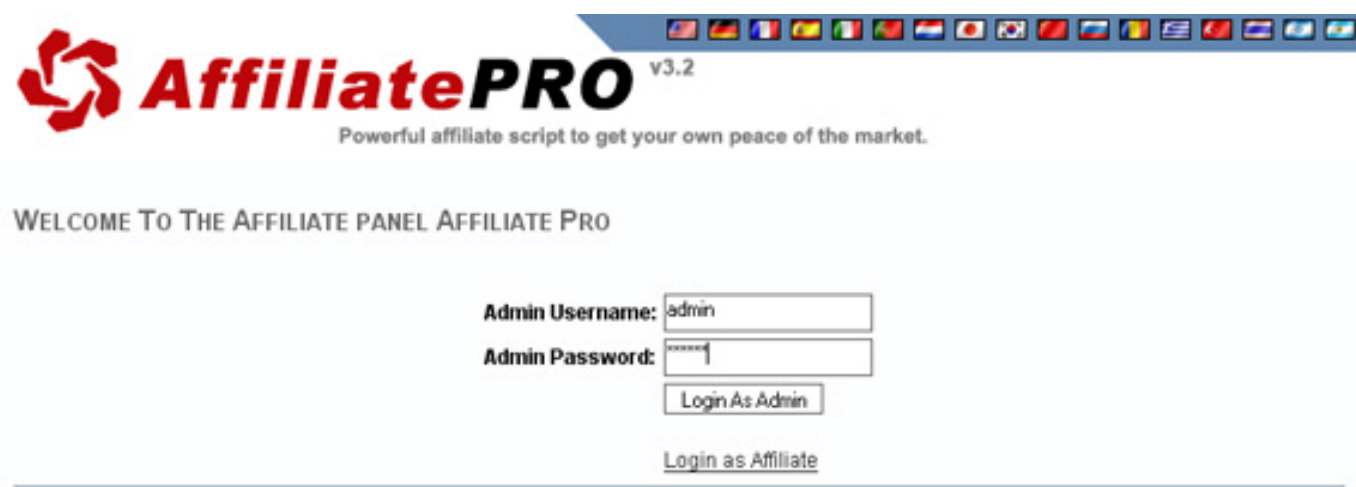 AffiliatePRO v3.2
Powerful affiliate script to get your own peace of the market.
WELCOME TO THE AFFILIATE PANEL AFFILIATE PRO
Admin Username: admin
Admin Password: ******
Login As Admin
Login as Affiliate